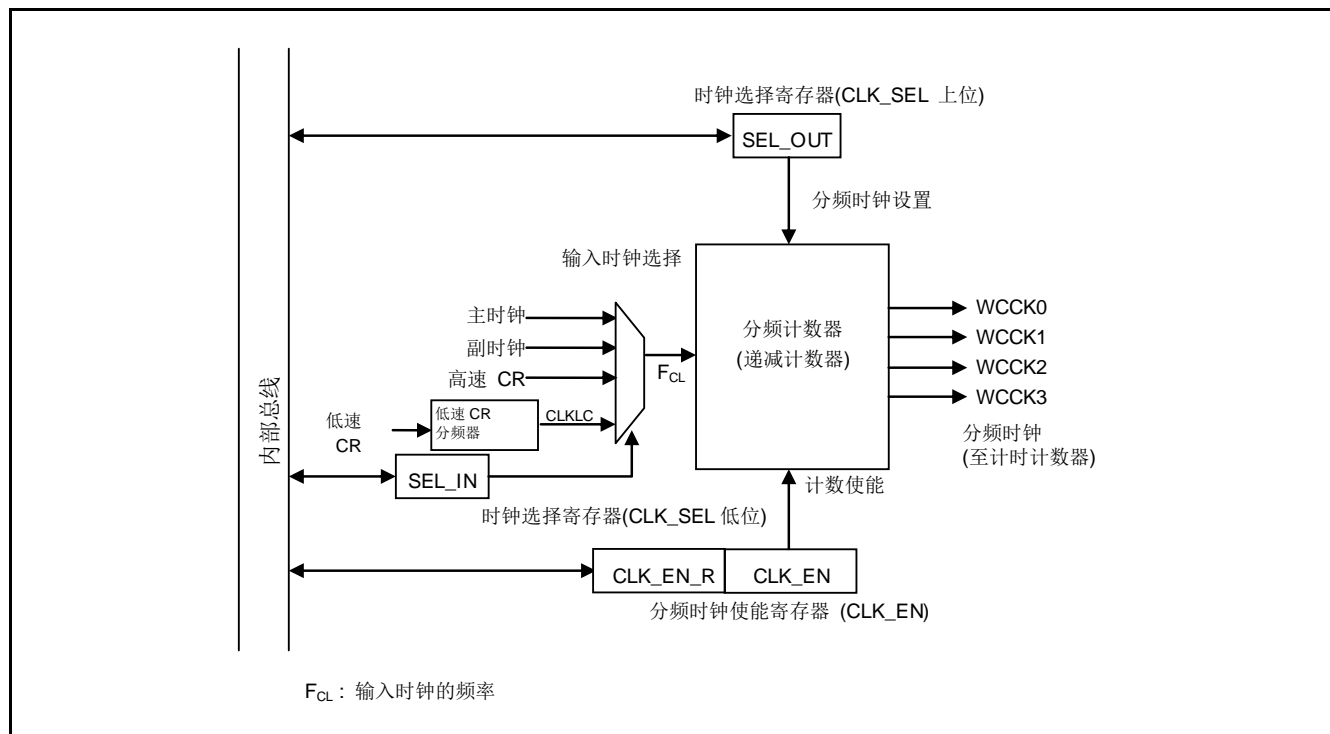 时钟选择寄存器(CLK_SEL 上位)
SEL_OUT
分频时钟设置
输入时钟选择
主时钟
副时钟
高速 CR
低速
CR
低速 CR
分频器
CLKLC
FCL
分频计数器
(递减计数器)
WCCK0
WCCK1
WCCK2
WCCK3
分频时钟
(至计时计数器)
内部总线
SEL_IN
计数使能
时钟选择寄存器(CLK_SEL 低位)
CLK_EN_R
CLK_EN
分频时钟使能寄存器 (CLK_EN)
FCL : 输入时钟的频率